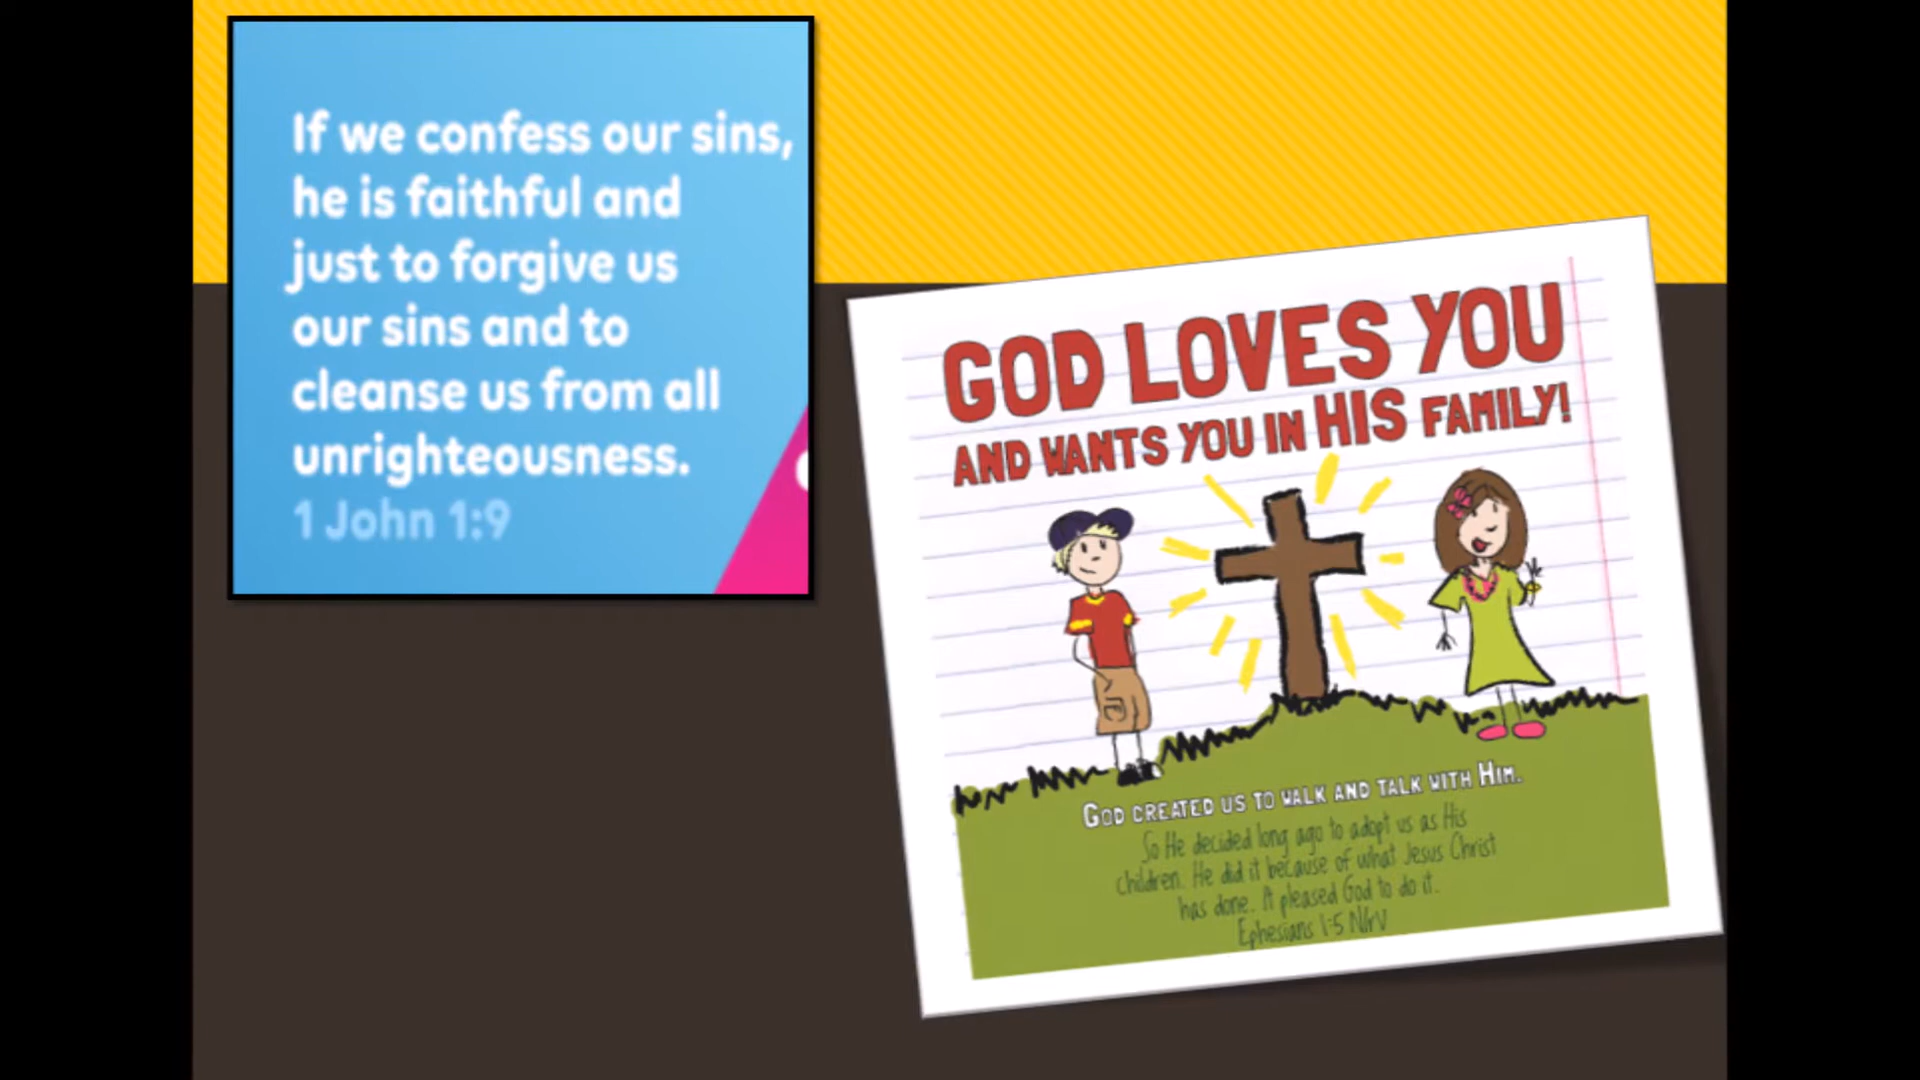 If we confess our sins,
he is faithful and
just to forgive us
our sins and to
cleanse us from all
unrighteousness.
1 John 1:9
GOD LOVES YOU
AND WANTS YOU IN HIS FAMILY!
GOD CREATED US TO WALK AND TALK WITH HIM.
So He decided long ago to adopt us as His
children. He did it because of what Jesus Christ
has done. It pleased God to do it.
Ephesians 1:5 NIrV